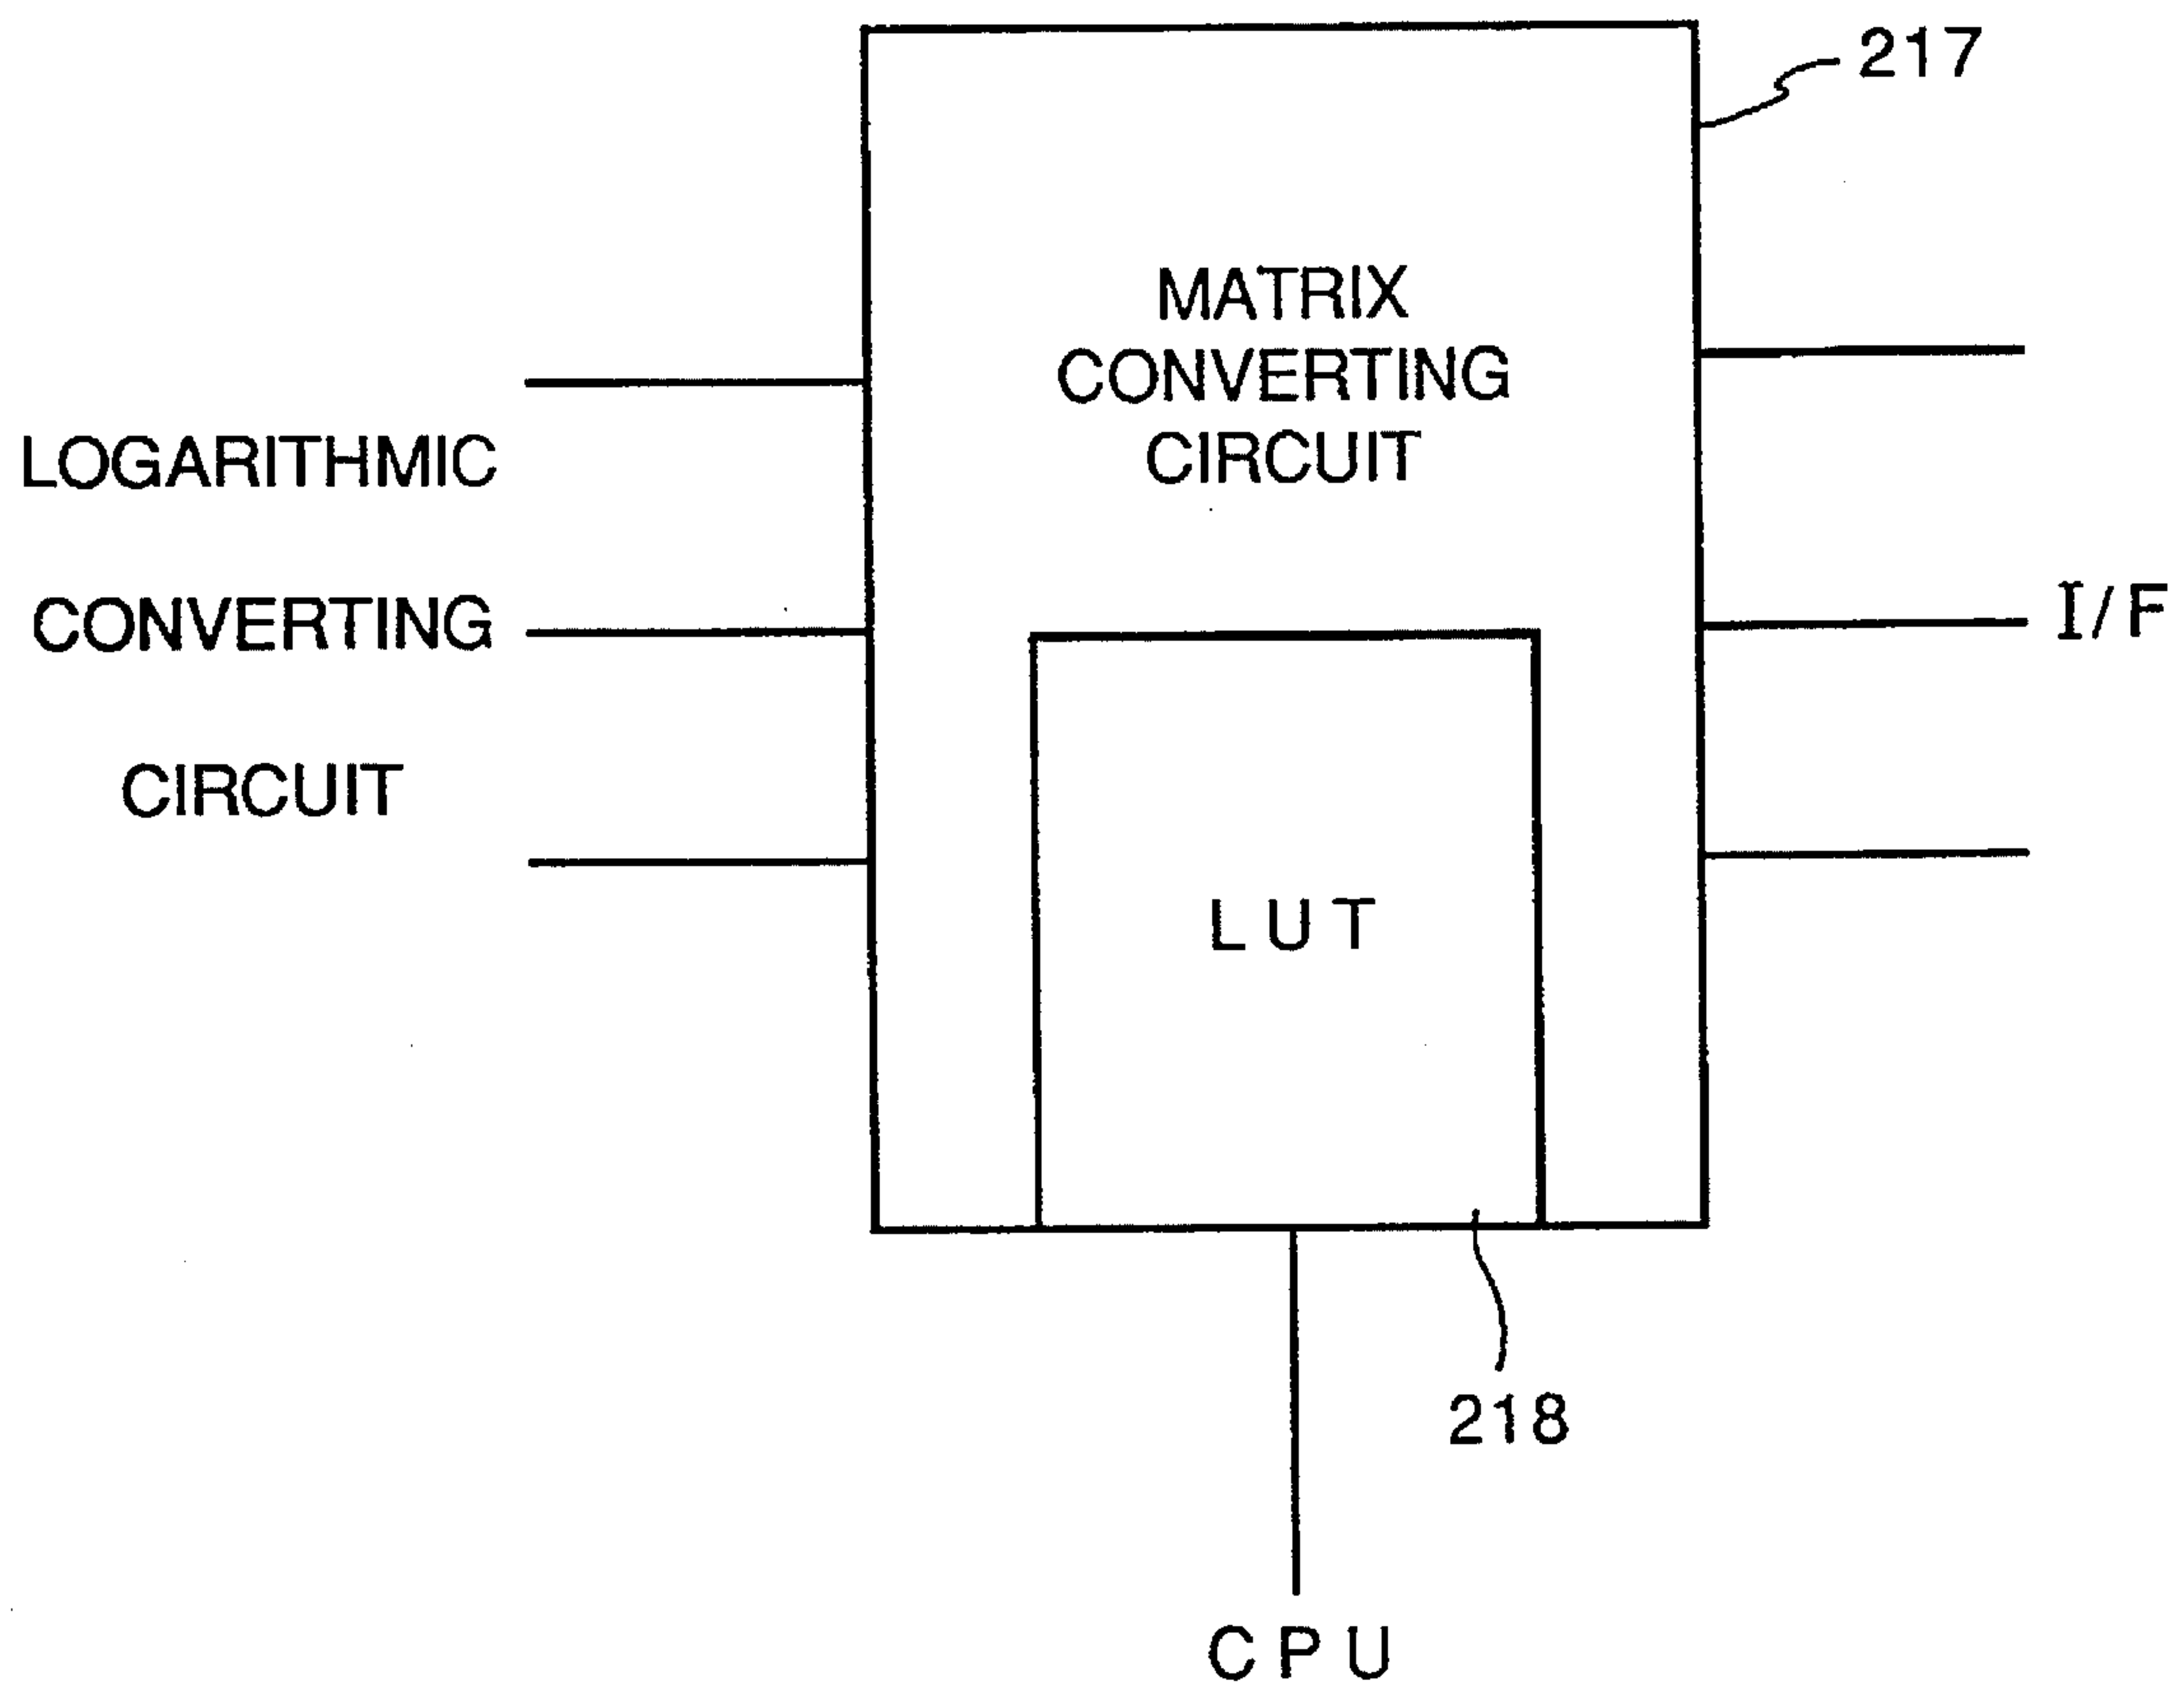 217
MATRIX
CONVERTING
CIRCUIT
LOGARITHMIC
CONVERTING
CIRCUIT
I/F
LUT
218
CPU